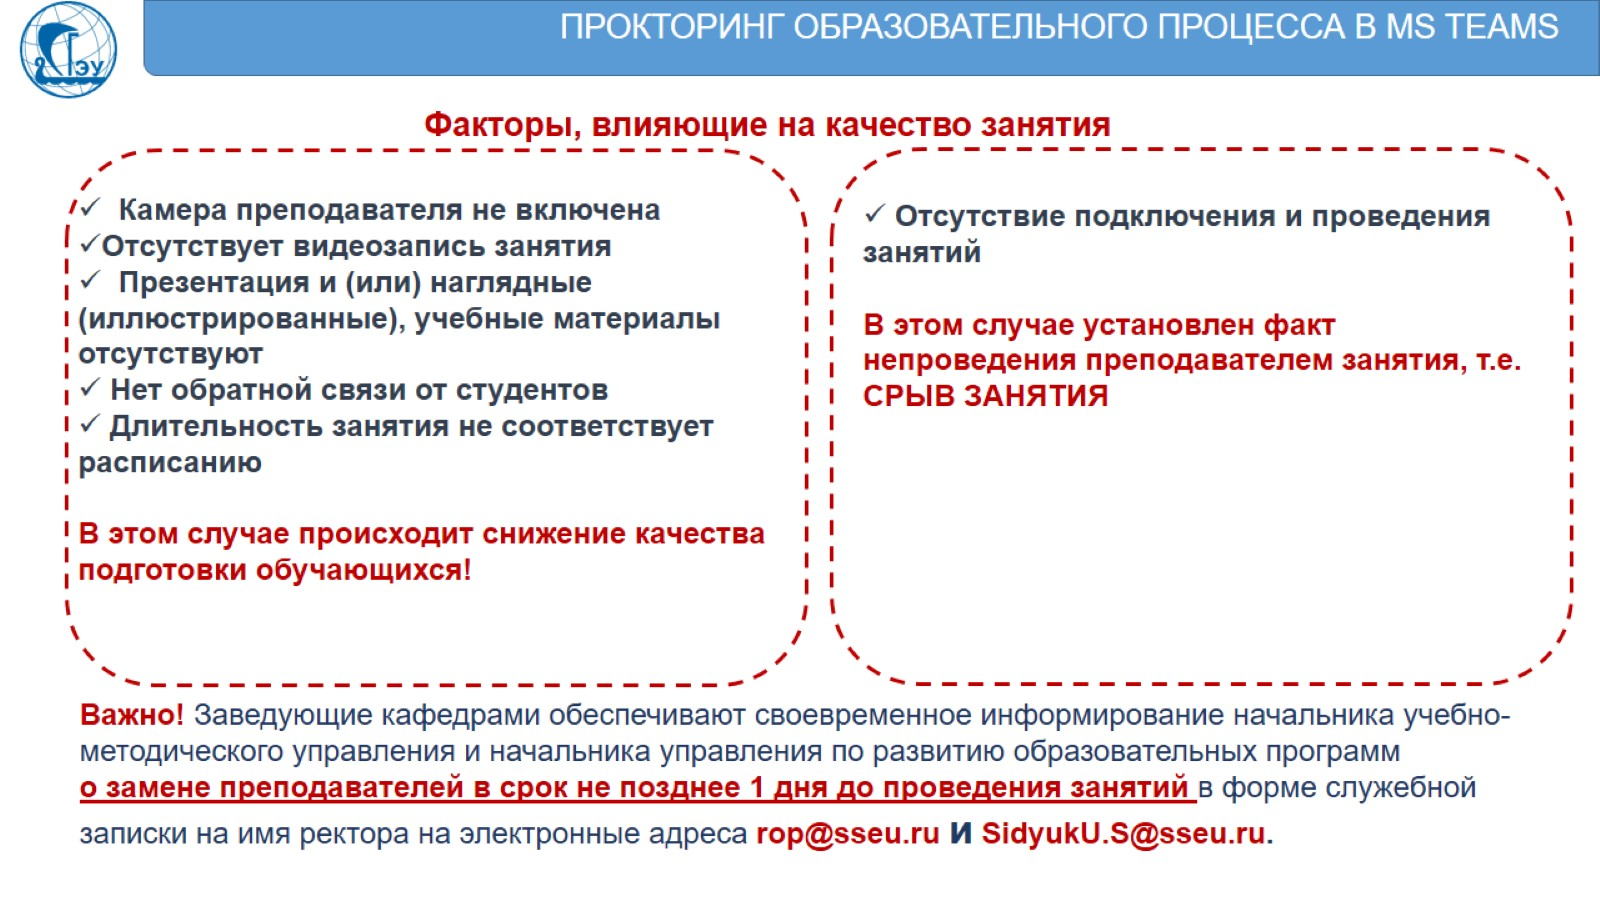 ГЭУ
ПРОКТОРИНГ ОБРАЗОВАТЕЛЬНОГО ПРОЦЕССА В MS TEAMS
Факторы, влияющие на качество занятия
✓ Камера преподавателя не включена
✓Отсутствует видеозапись занятия
✓ Презентация и (или) наглядные
(иллюстрированные), учебные материалы
отсутствуют
✓ Нет обратной связи от студентов
✓ Длительность занятия не соответствует
расписанию
В этом случае происходит снижение качества
подготовки обучающихся!
✓ Отсутствие подключения и проведения
занятий
В этом случае установлен факт
непроведения преподавателем занятия, т.е.
СРЫВ ЗАНЯТИЯ
Важно! Заведующие кафедрами обеспечивают своевременное информирование начальника учебно-
методического управления и начальника управления по развитию образовательных программ
о замене преподавателей в срок не позднее 1 дня до проведения занятий в форме служебной
записки на имя ректора на электронные адреса rop@sseu.ru и SidyukU.S@sseu.ru.